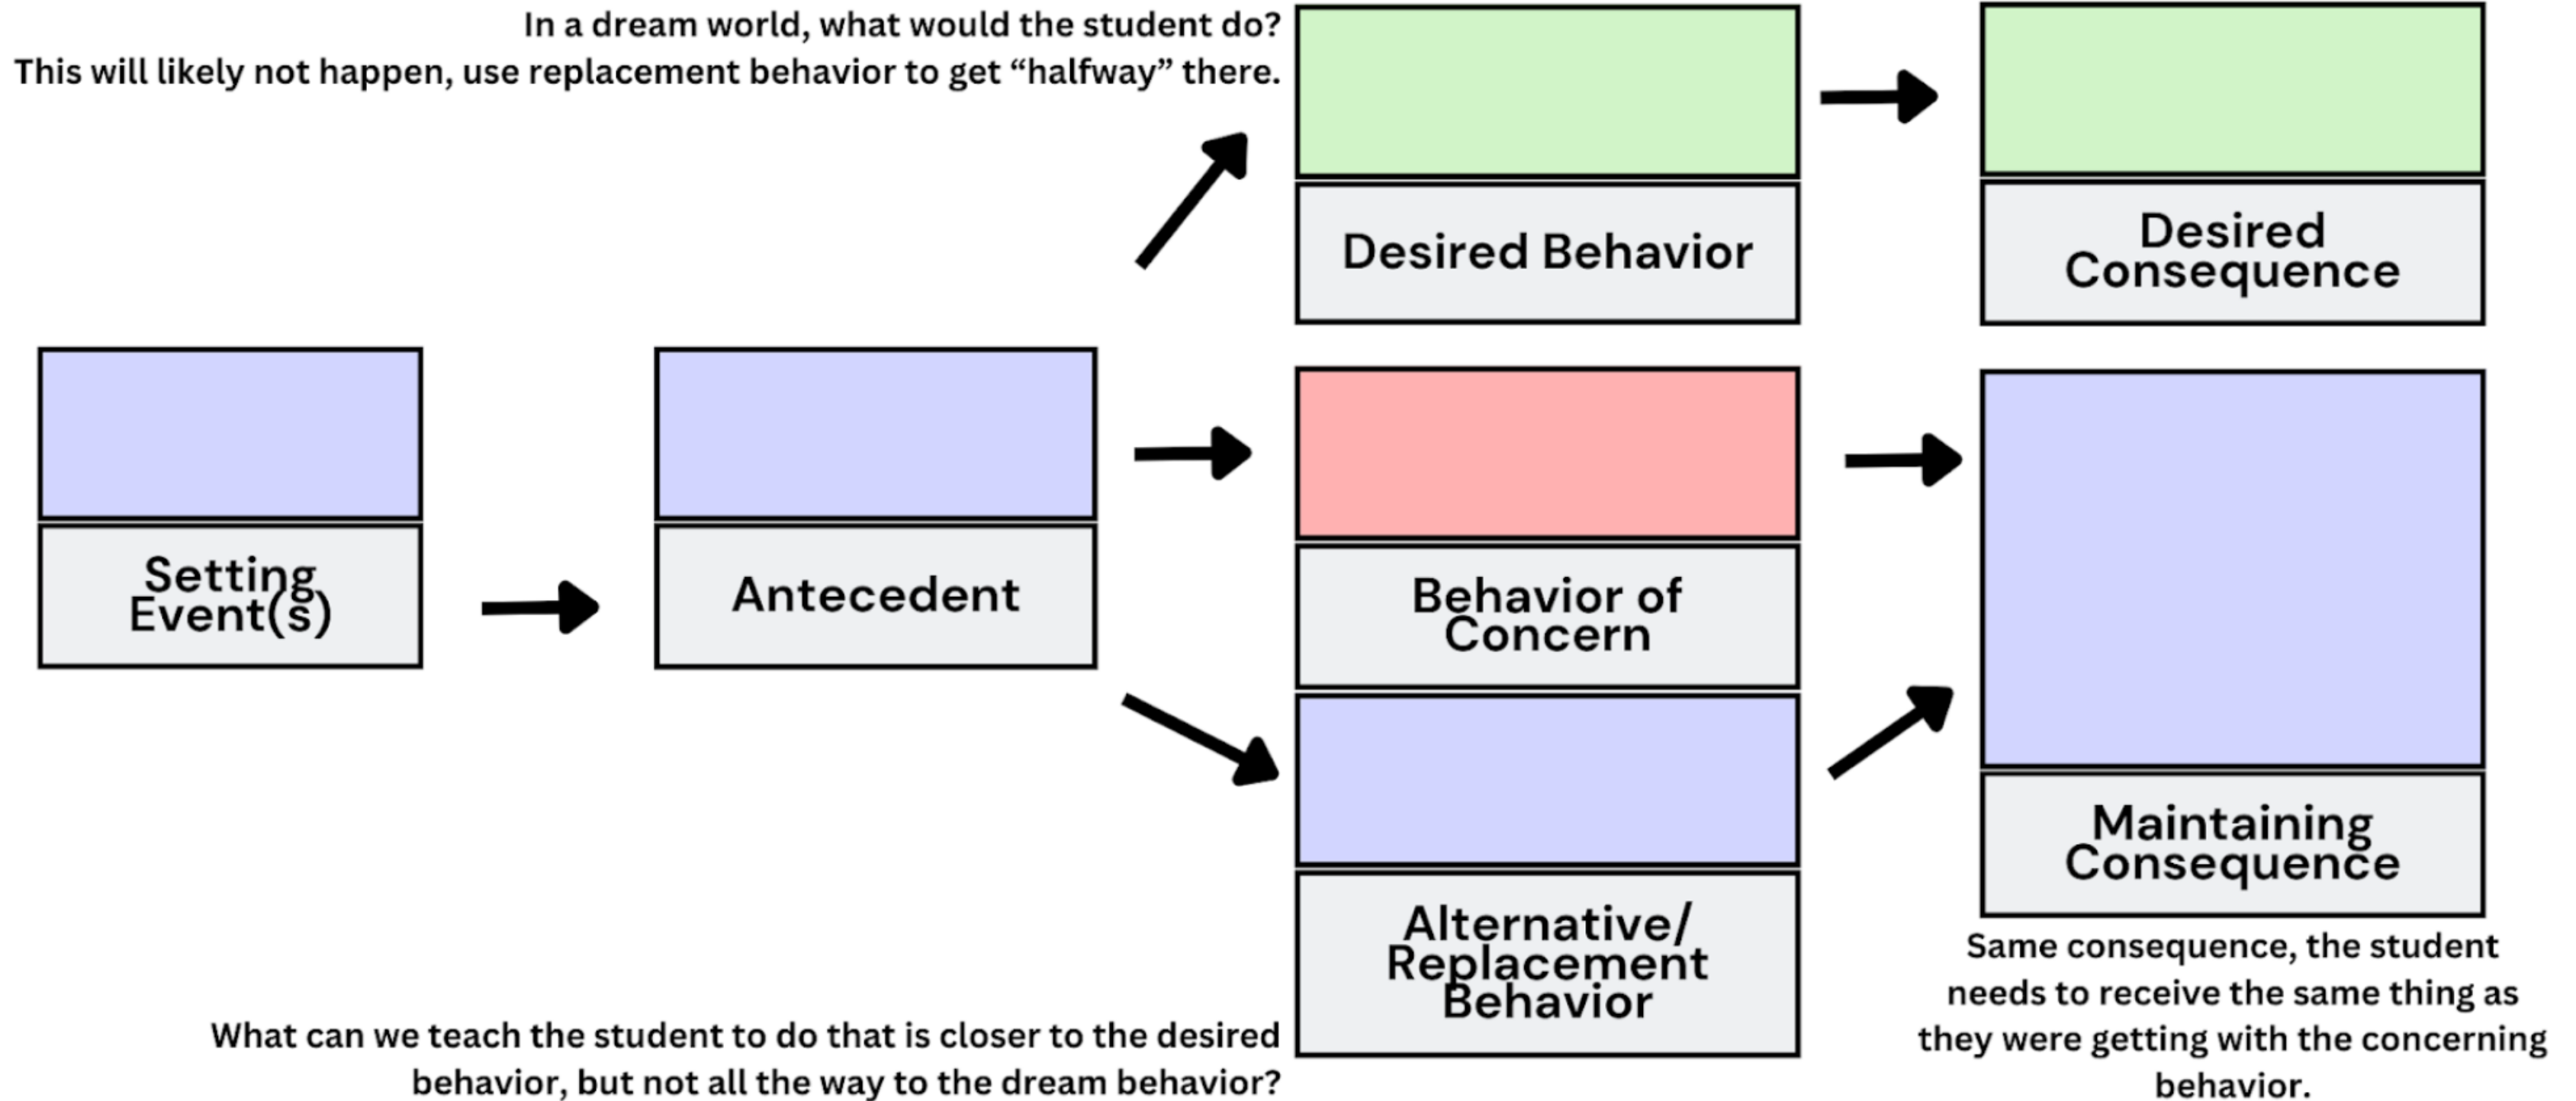 In a dream world, what would the student do?
This will likely not happen, use replacement behavior to get “halfway” there.
Desired Behavior
Desired
Consequence
Setting
Event(s)
Antecedent
Behavior of
Concern
Alternative/
Replacement
Behavior
Maintaining
Consequence
What can we teach the student to do that is closer to the desired
behavior, but not all the way to the dream behavior?
Same consequence, the student
needs to receive the same thing as
they were getting with the concerning
behavior.